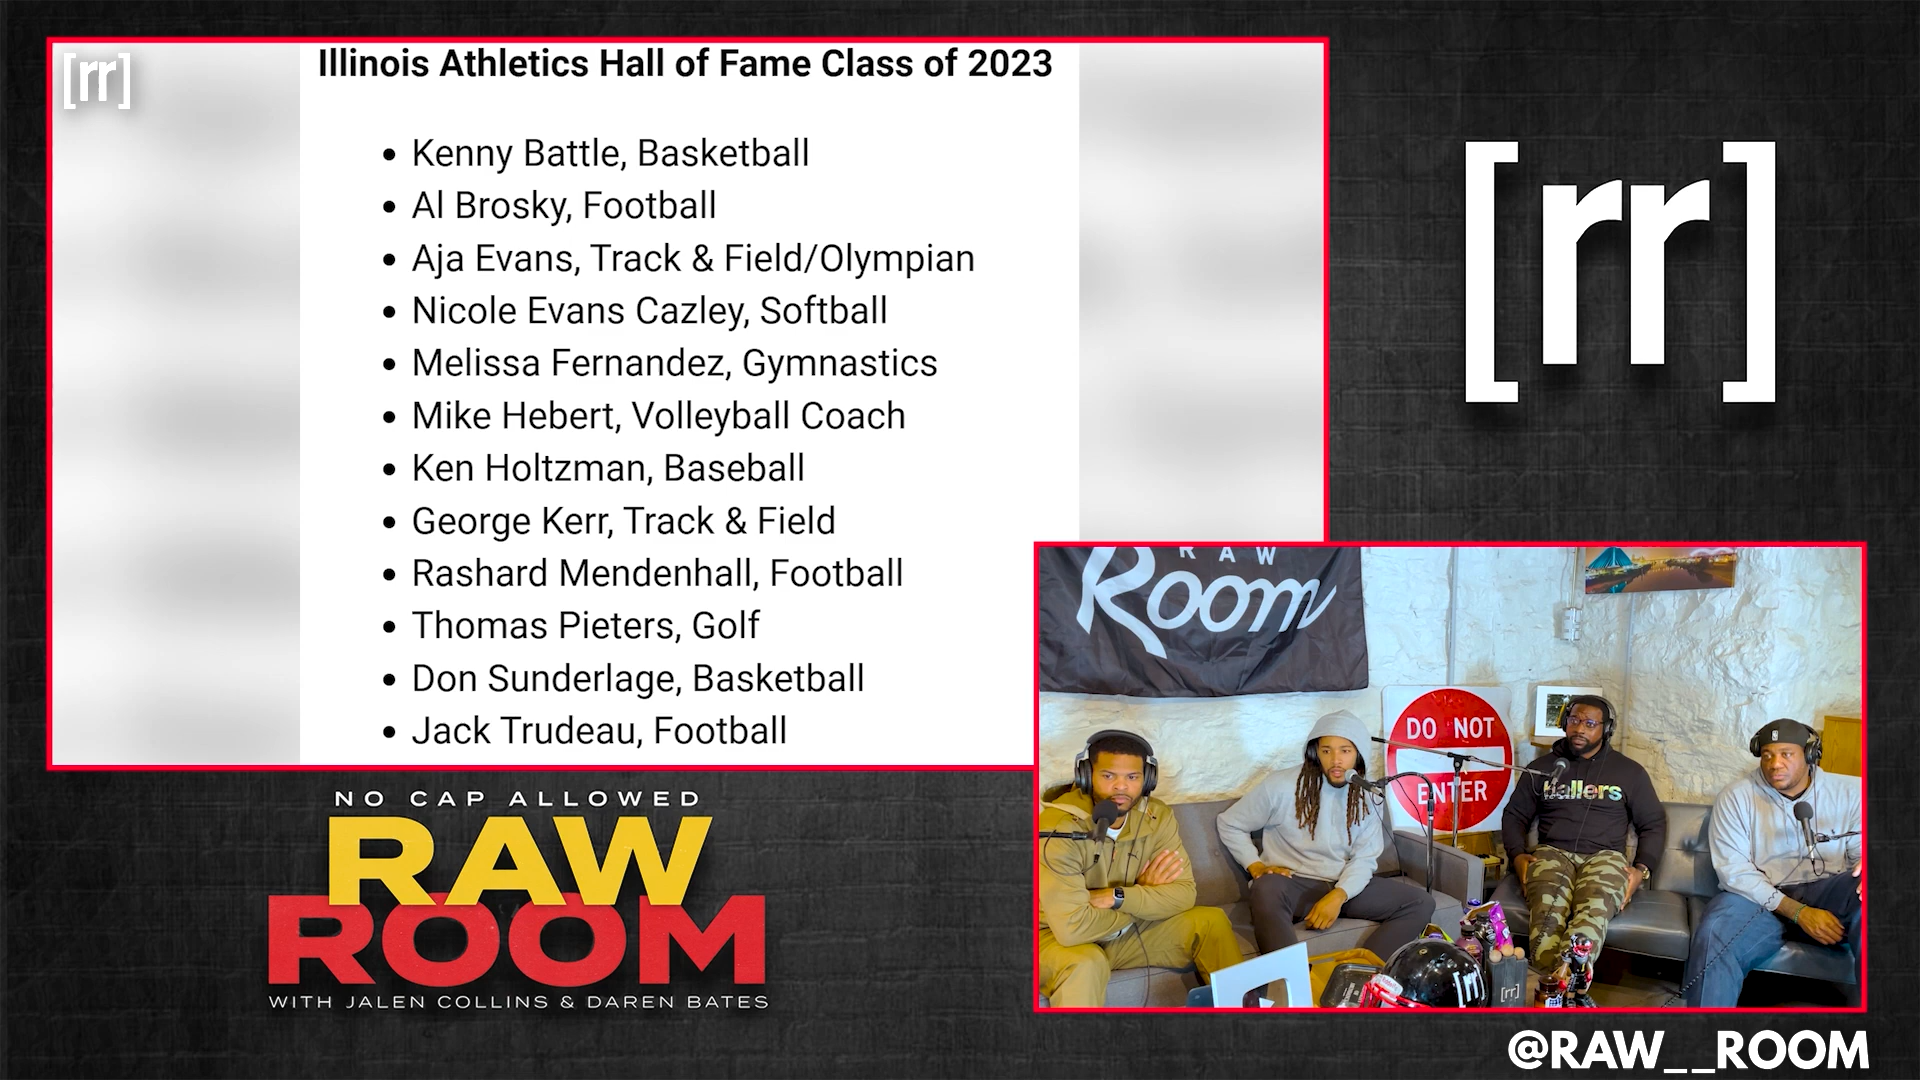 [rr]
Illinois Athletics Hall of Fame Class of 2023
• Kenny Battle, Basketball
• Al Brosky, Football
• Aja Evans, Track & Field/Olympian
• Nicole Evans Cazley, Softball
• Melissa Fernandez, Gymnastics
• Mike Hebert, Volleyball Coach
• Ken Holtzman, Baseball
• George Kerr, Track & Field
• Rashard Mendenhall, Football
• Thomas Pieters, Golf
• Don Sunderlage, Basketball
• Jack Trudeau, Football
[rr]
RAW
Room
DO NOT
ENTER
Ballers
[rr]
[rr]
NO CAP ALLOWED
RAW
ROOM
WITH JALEN COLLINS & DAREN BATES
@RAW__ROOM